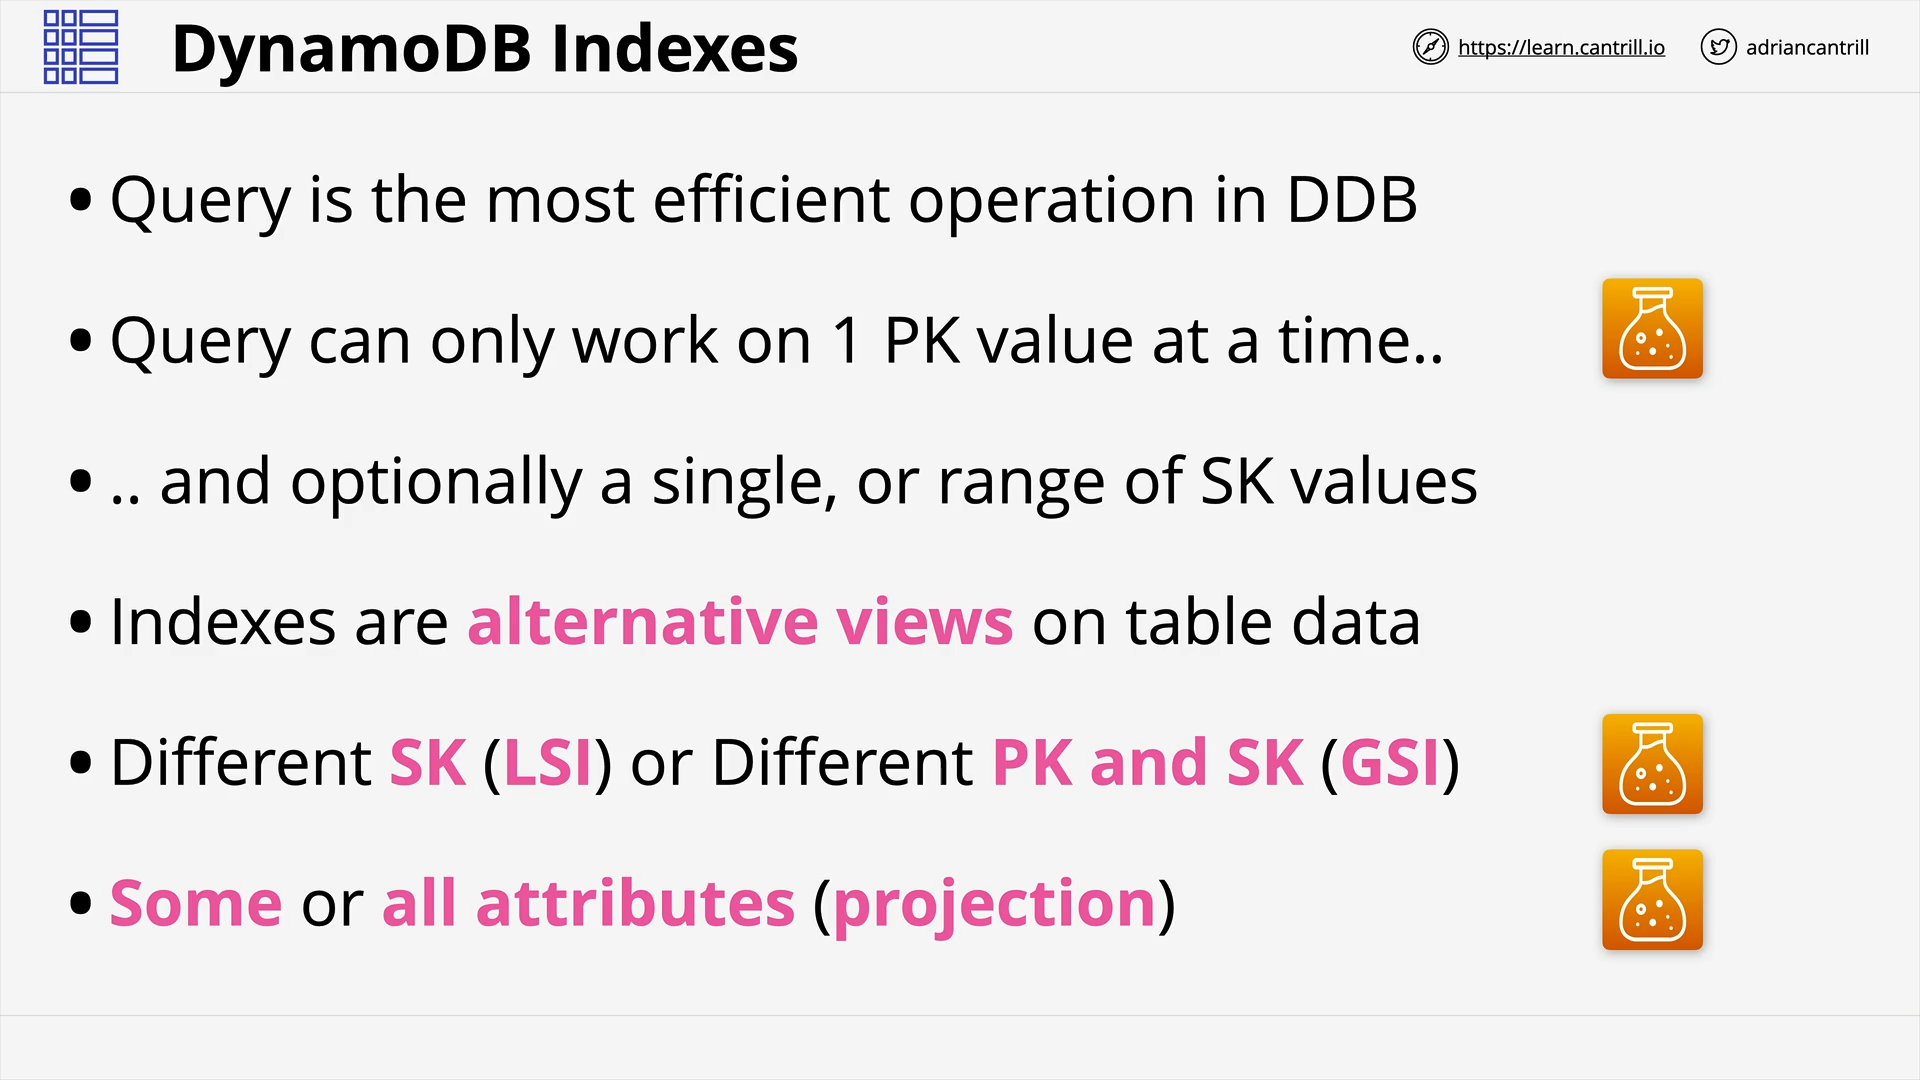 DynamoDB Indexes
https://learn.cantrill.io
adriancantrill
• Query is the most efficient operation in DDB
• Query can only work on 1 PK value at a time..
• .. and optionally a single, or range of SK values
• Indexes are alternative views on table data
• Different SK (LSI) or Different PK and SK (GSI)
• Some or all attributes (projection)